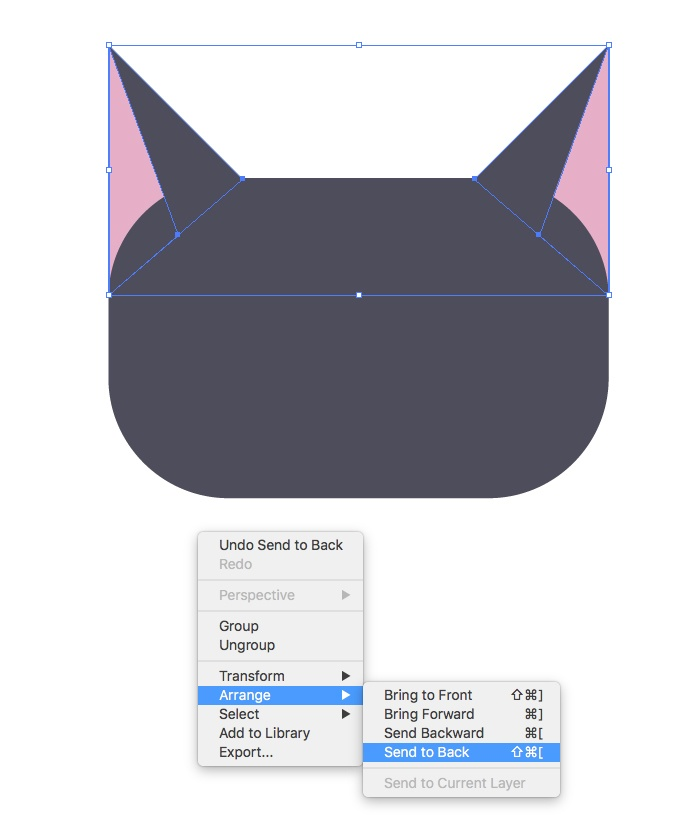 Undo Send to Back
Redo
Perspective ▶
Group
Ungroup
Transform ▶
Arrange ▶
Select ▶
Add to Library
Export...
Bring to Front ⇧⌘]
Bring Forward ⌘]
Send Backward ⌘[
Send to Back ⇧⌘[
Send to Current Layer